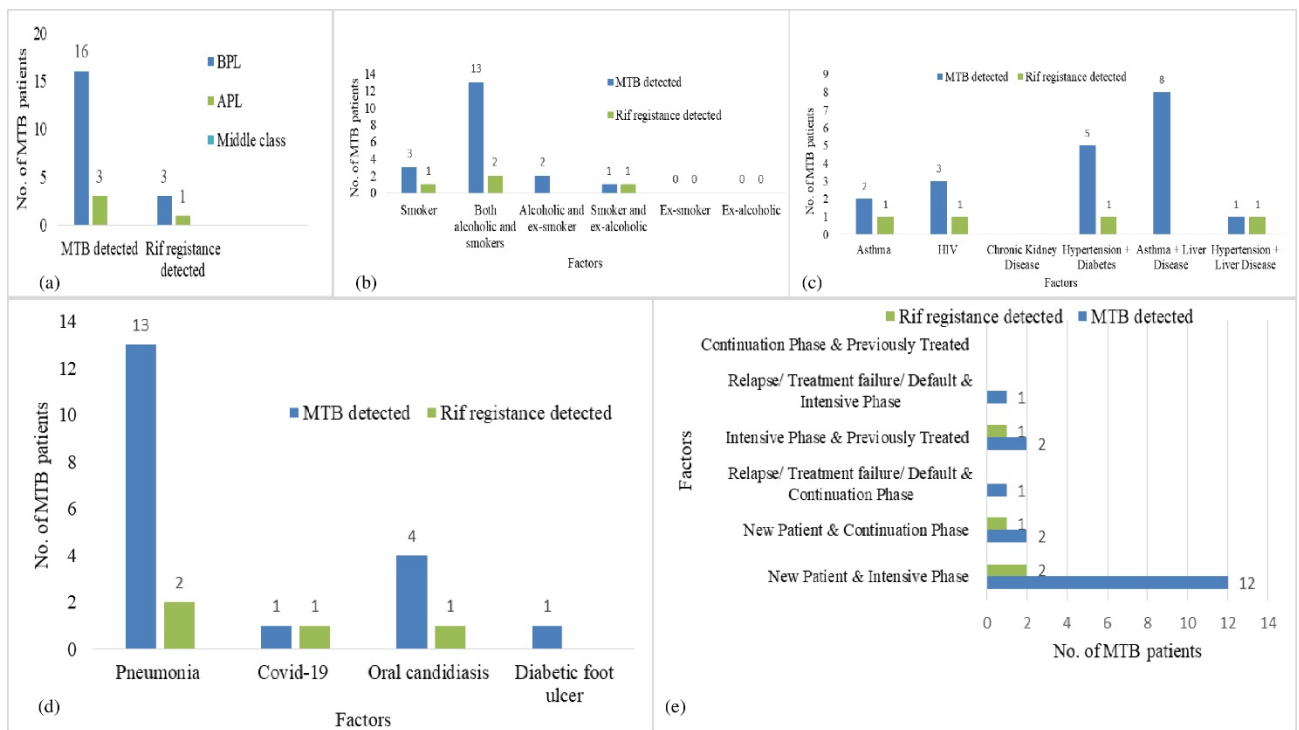 No. of MTB patients
20
15
10
5
0
16
3
3
1
BPL
APL
Middle class
MTB detected
Rif registance
detected
(a)
No. of MTB patients
14
12
10
8
6
4
2
0
3
1
13
2
2
1
1
0
0
0
0
MTB detected
Rif registance detected
Smoker
Both
alcoholic and
smokers
Alcoholic and
ex-smoker
Smoker and
ex-alcoholic
Ex-smoker
Ex-alcoholic
Factors
(b)
No. of MTB patients
9
8
7
6
5
4
3
2
1
0
MTB detected
Rif registance detected
2
1
3
1
5
1
8
1
1
Asthma
HIV
Chronic Kidney
Disease
Hypertension +
Diabetes
Asthma + Liver
Disease
Hypertension +
Liver Disease
Factors
(c)
No. of MTB patients
14
12
10
8
6
4
2
0
13
2
1
1
4
1
1
MTB detected
Rif registance detected
Pneumonia
Covid-19
Oral candidiasis
Diabetic foot
ulcer
Factors
(d)
Rif registance detected
MTB detected
Factors
Continuation Phase & Previously Treated
Relapse/ Treatment failure/ Default &
Intensive Phase
1
Intensive Phase & Previously Treated
1
2
Relapse/ Treatment failure/ Default &
Continuation Phase
1
New Patient & Continuation Phase
1
2
New Patient & Intensive Phase
2
12
0 2 4 6 8 10 12 14
No. of MTB patients
(e)